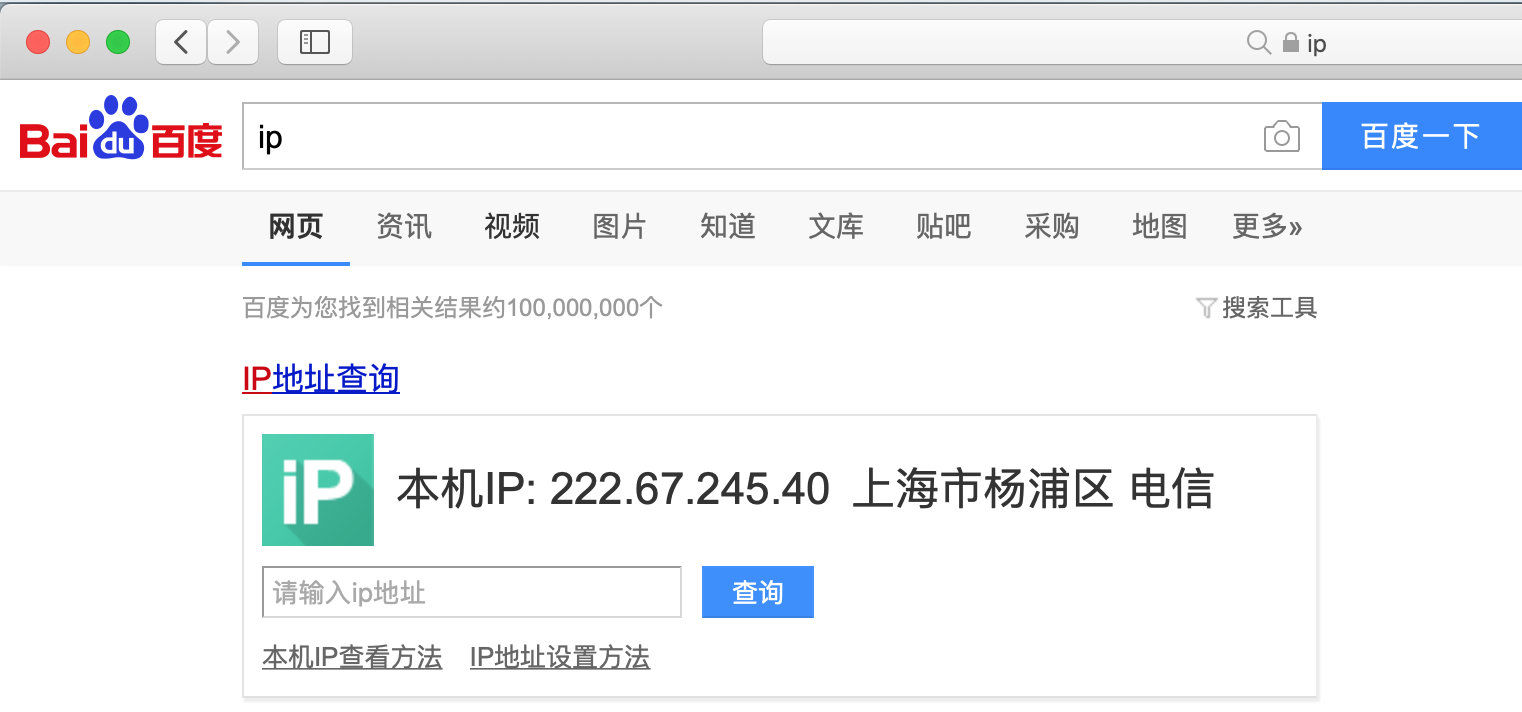 ip
Bai du 百度 ip 百度一下
网页 资讯 视频 图片 知道 文库 贴吧 采购 地图 更多»
百度为您找到相关结果约100,000,000个 搜索工具
IP地址查询
iP 本机IP: 222.67.245.40 上海市杨浦区 电信
请输入ip地址 查询
本机IP查看方法 IP地址设置方法